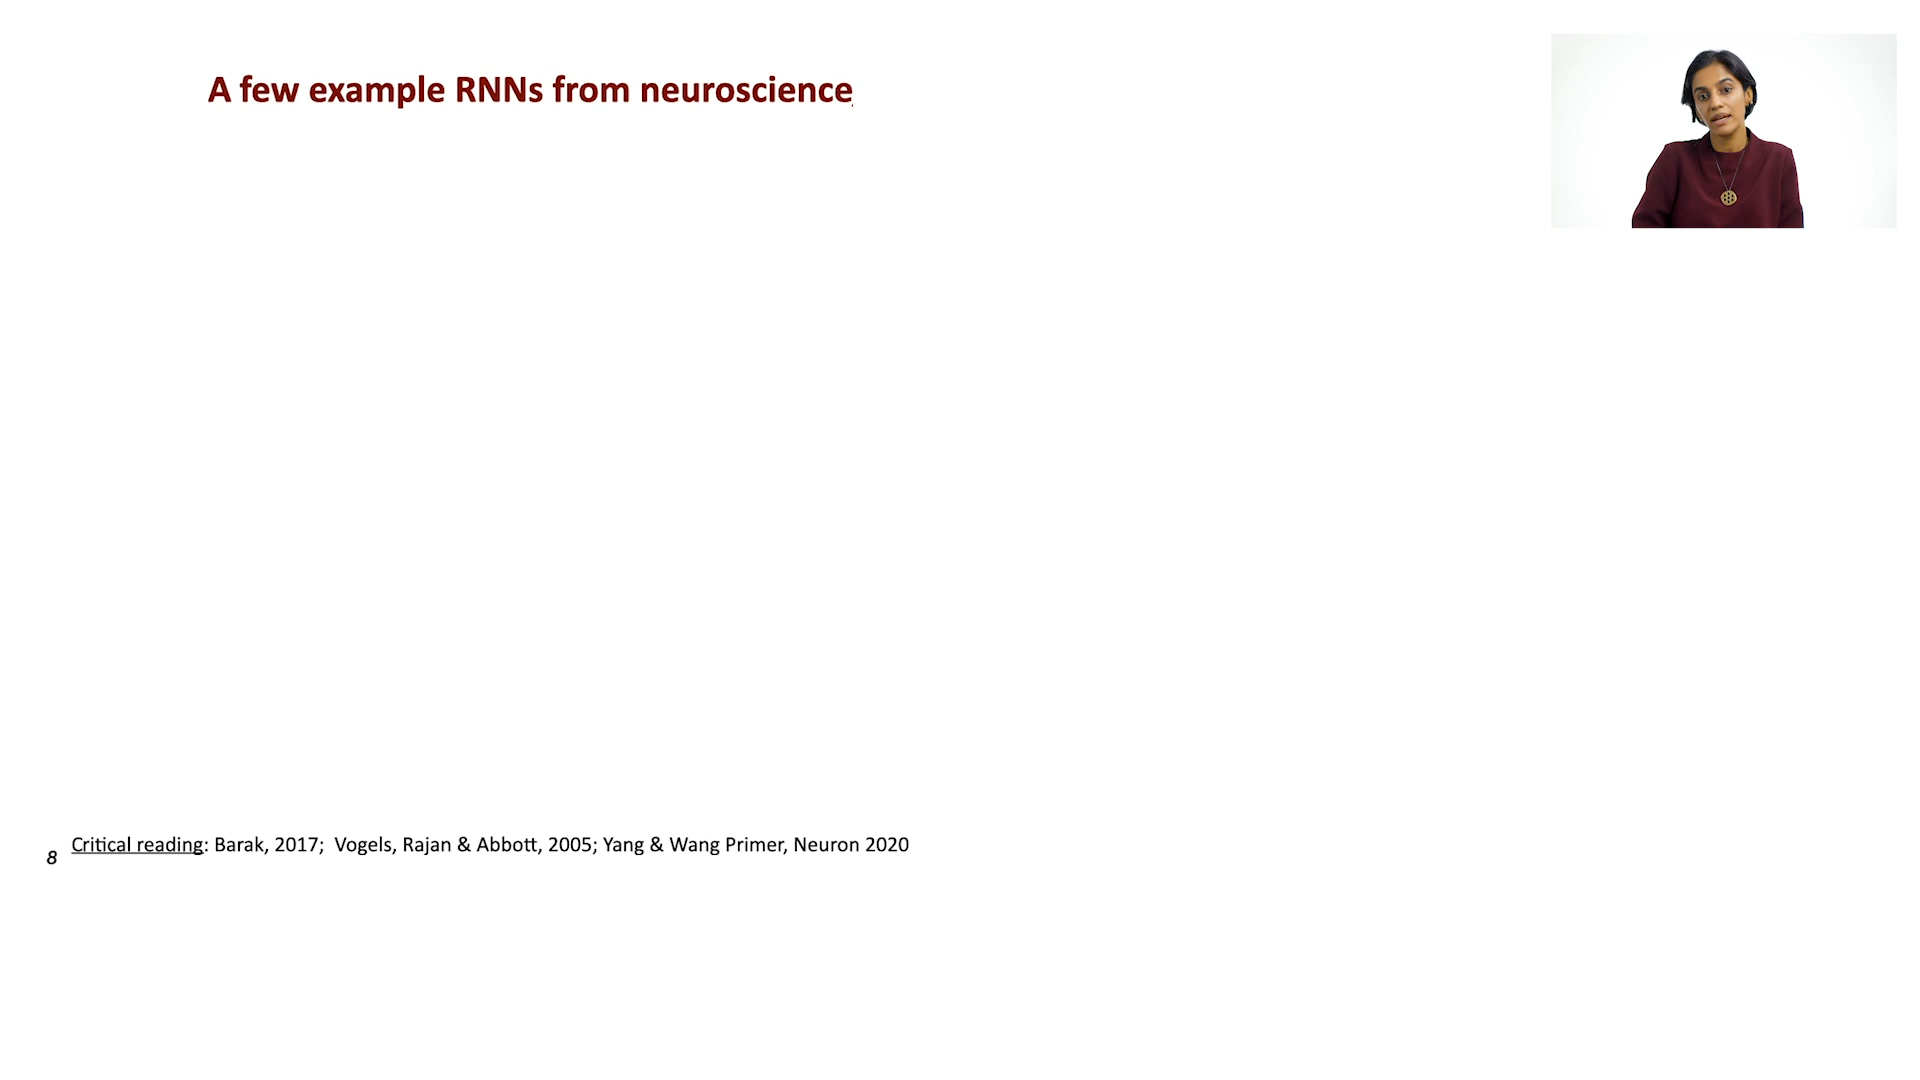 A few example RNNs from neuroscience
Critical reading: Barak, 2017;  Vogels, Rajan & Abbott, 2005; Yang & Wang Primer, Neuron 2020
8